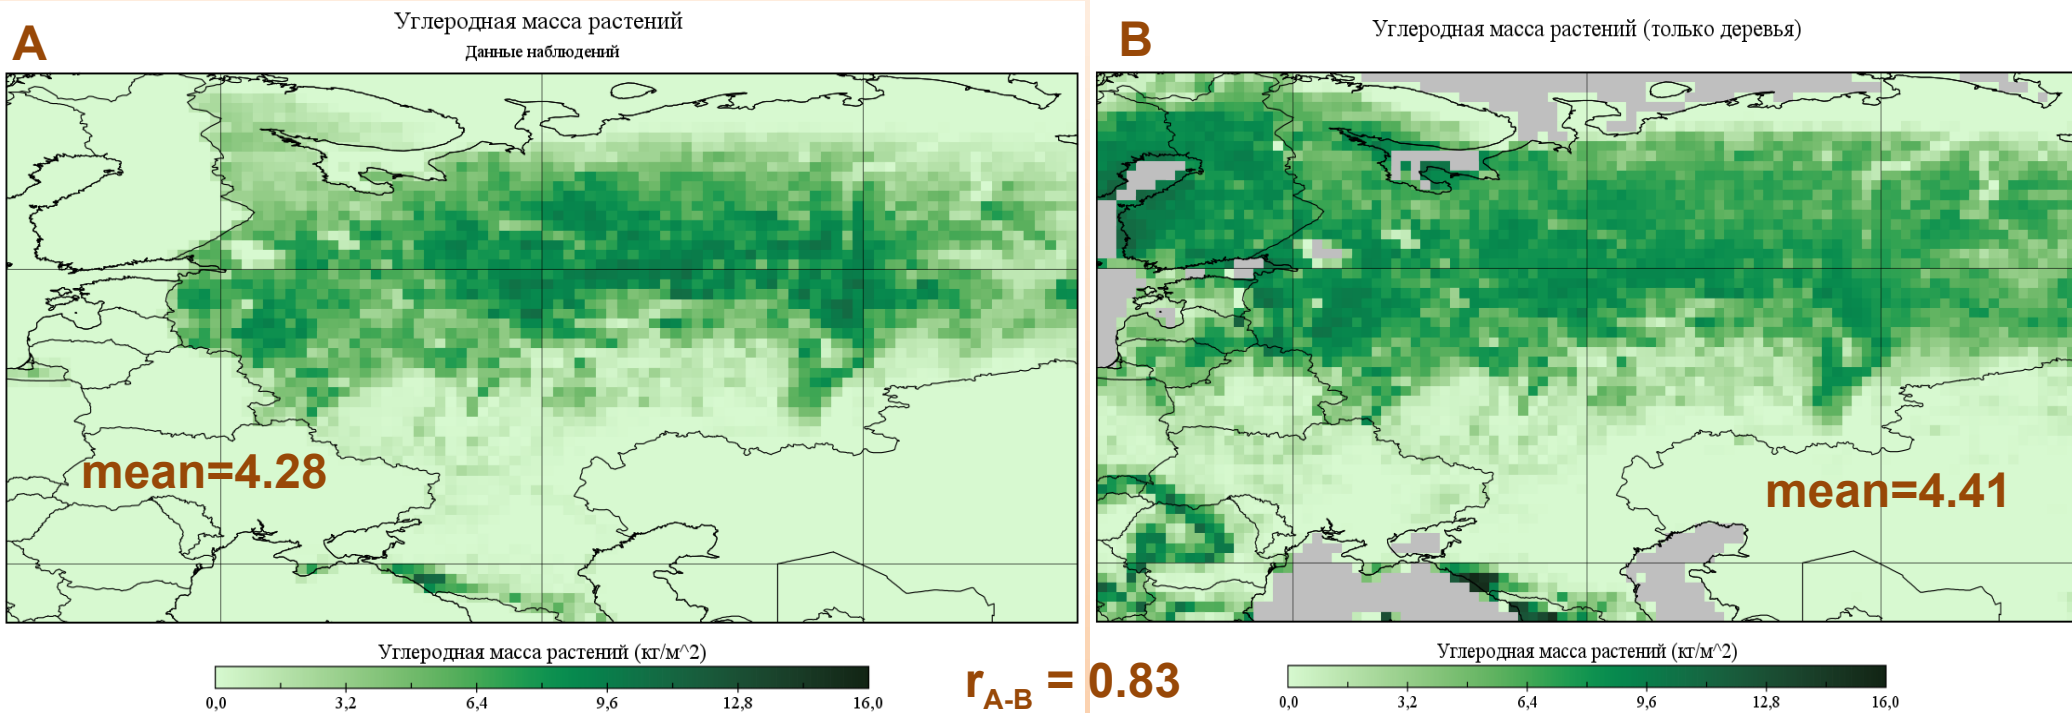 A
Углеродная масса растений
Данные наблюдений
mean=4.28
Углеродная масса растений (кг/м^2)
0,0 3,2 6,4 9,6 12,8 16,0
B
Углеродная масса растений (только деревья)
mean=4.41
Углеродная масса растений (кг/м^2)
0,0 3,2 6,4 9,6 12,8 16,0
rA-B = 0.83